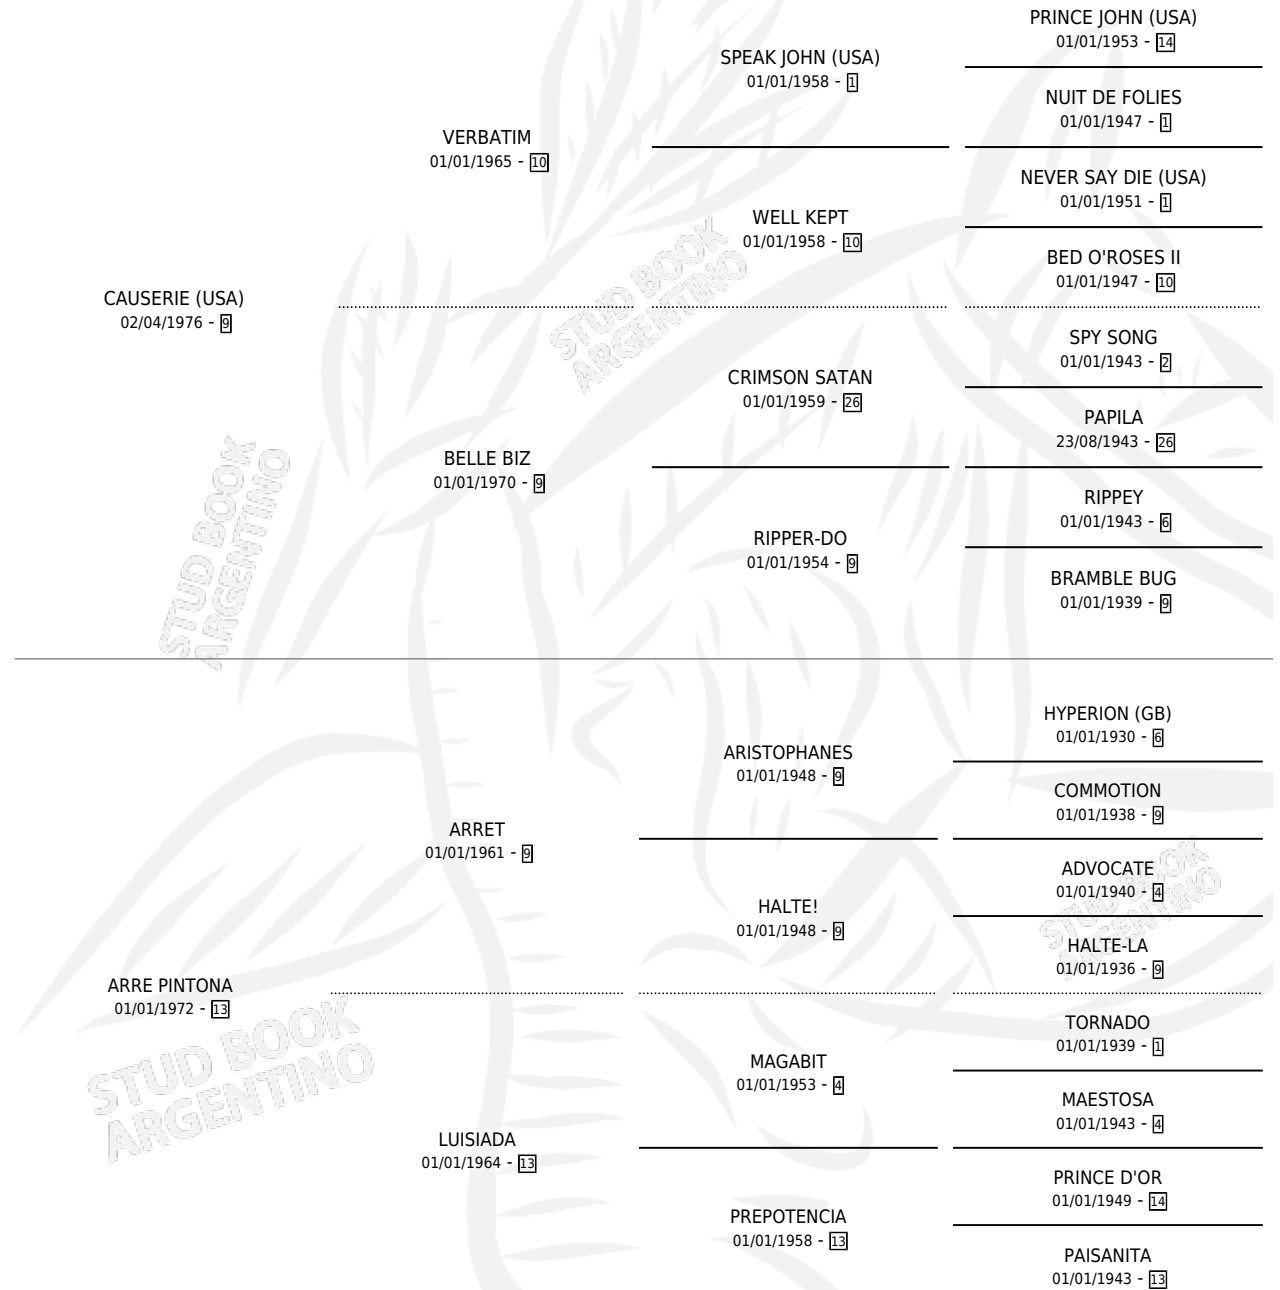 PRINCE JOHN (USA)
01/01/1953 - 14
SPEAK JOHN (USA)
01/01/1958 - 1
NUIT DE FOLIES
01/01/1947 - 1
VERBATIM
01/01/1965 - 10
NEVER SAY DIE (USA)
01/01/1951 - 1
WELL KEPT
01/01/1958 - 10
BED O'ROSES II
01/01/1947 - 10
CAUSERIE (USA)
02/04/1976 - 9
SPY SONG
01/01/1943 - 2
CRIMSON SATAN
01/01/1959 - 26
PAPILA
23/08/1943 - 26
BELLE BIZ
01/01/1970 - 9
RIPPEY
01/01/1943 - 6
RIPPER-DO
01/01/1954 - 9
BRAMBLE BUG
01/01/1939 - 9
HYPERION (GB)
01/01/1930 - 6
ARISTOPHANES
01/01/1948 - 9
COMMOTION
01/01/1938 - 9
ARRET
01/01/1961 - 9
ADVOCATE
01/01/1940 - 4
HALTE!
01/01/1948 - 9
HALTE-LA
01/01/1936 - 9
ARRE PINTONA
01/01/1972 - 13
TORNADO
01/01/1939 - 1
MAGABIT
01/01/1953 - 4
MAESTOSA
01/01/1943 - 4
LUISIADA
01/01/1964 - 13
PRINCE D'OR
01/01/1949 - 14
PREPOTENCIA
01/01/1958 - 13
PAISANITA
01/01/1943 - 13
STUD BOOK
ARGENTINO
STUD BOOK
ARGENTINO
STUD BOOK
ARGENTINO
STUD BOOK
ARGENTINO